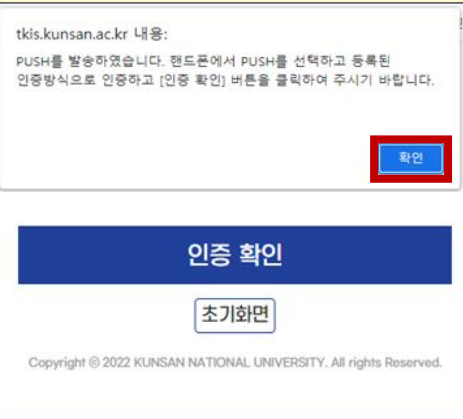 tkis.kunsan.ac.kr 내용:
PUSH를 발송하였습니다. 핸드폰에서 PUSH를 선택하고 등록된
인증방식으로 인증하고 [인증 확인] 버튼을 클릭하여 주시기 바랍니다.
확인
인증 확인
초기화면
Copyright © 2022 KUNSAN NATIONAL UNIVERSITY. All rights Reserved.